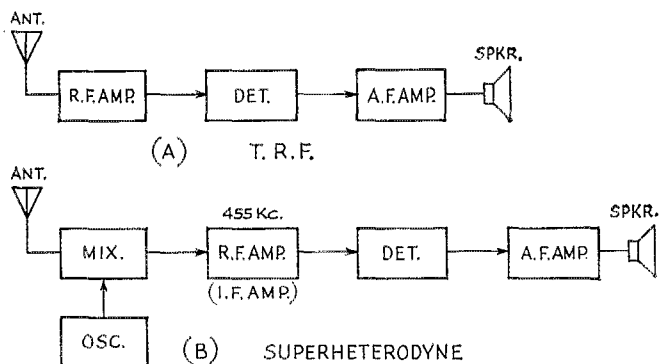 ANT.
SPKR.
R.F.AMP.
DET.
A.F.AMP.
(A) T.R.F.
ANT.
455 Kc.
SPKR.
MIX.
R.F.AMP.
DET.
A.F.AMP.
(I.F.AMP.)
OSC.
(B) SUPERHETERODYNE